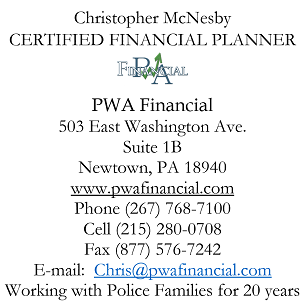 Christopher McNesby
CERTIFIED FINANCIAL PLANNER
PWA
FINANCIAL
PWA Financial
503 East Washington Ave.
Suite 1B
Newtown, PA 18940
www.pwafinancial.com
Phone (267) 768-7100
Cell (215) 280-0708
Fax (877) 576-7242
E-mail:  Chris@pwafinancial.com
Working with Police Families for 20 years